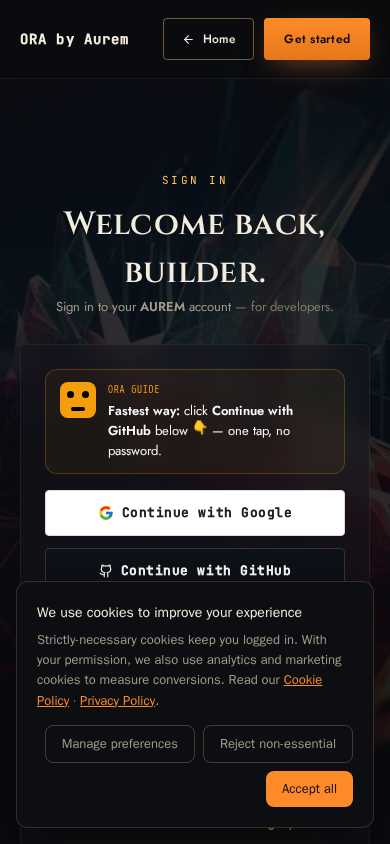 ORA by Aurem
← Home
Get started
SIGN IN
WELCOME BACK,
BUILDER.
Sign in to your AUREM account — for developers.
ORA GUIDE
Fastest way: click Continue with
GitHub below 👇 — one tap, no
password.
Continue with Google
Continue with GitHub
We use cookies to improve your experience
Strictly-necessary cookies keep you logged in. With
your permission, we also use analytics and marketing
cookies to measure conversions. Read our Cookie
Policy · Privacy Policy.
Manage preferences
Reject non-essential
Accept all